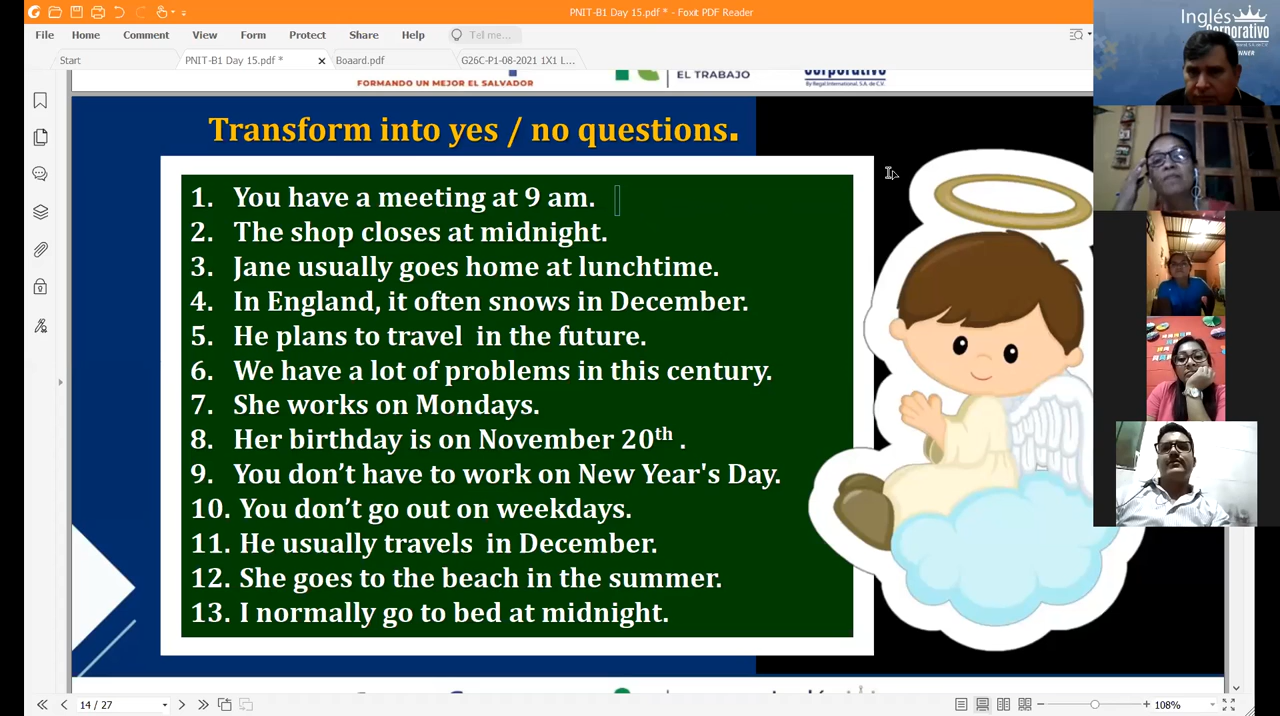 PNIT-B1 Day 15.pdf * - Foxit PDF Reader
File Home Comment View Form Protect Share Help Tell me...
Start PNIT-B1 Day 15.pdf * Boaard.pdf G26C-P1-08-2021 1X1 L...
Inglés
Corporativo
FORMANDO UN MEJOR EL SALVADOR
EL TRABAJO
By Regal International, S.A. de C.V.
Transform into yes / no questions.
1. You have a meeting at 9 am.
2. The shop closes at midnight.
3. Jane usually goes home at lunchtime.
4. In England, it often snows in December.
5. He plans to travel in the future.
6. We have a lot of problems in this century.
7. She works on Mondays.
8. Her birthday is on November 20th .
9. You don’t have to work on New Year's Day.
10. You don’t go out on weekdays.
11. He usually travels in December.
12. She goes to the beach in the summer.
13. I normally go to bed at midnight.
14 / 27
108%